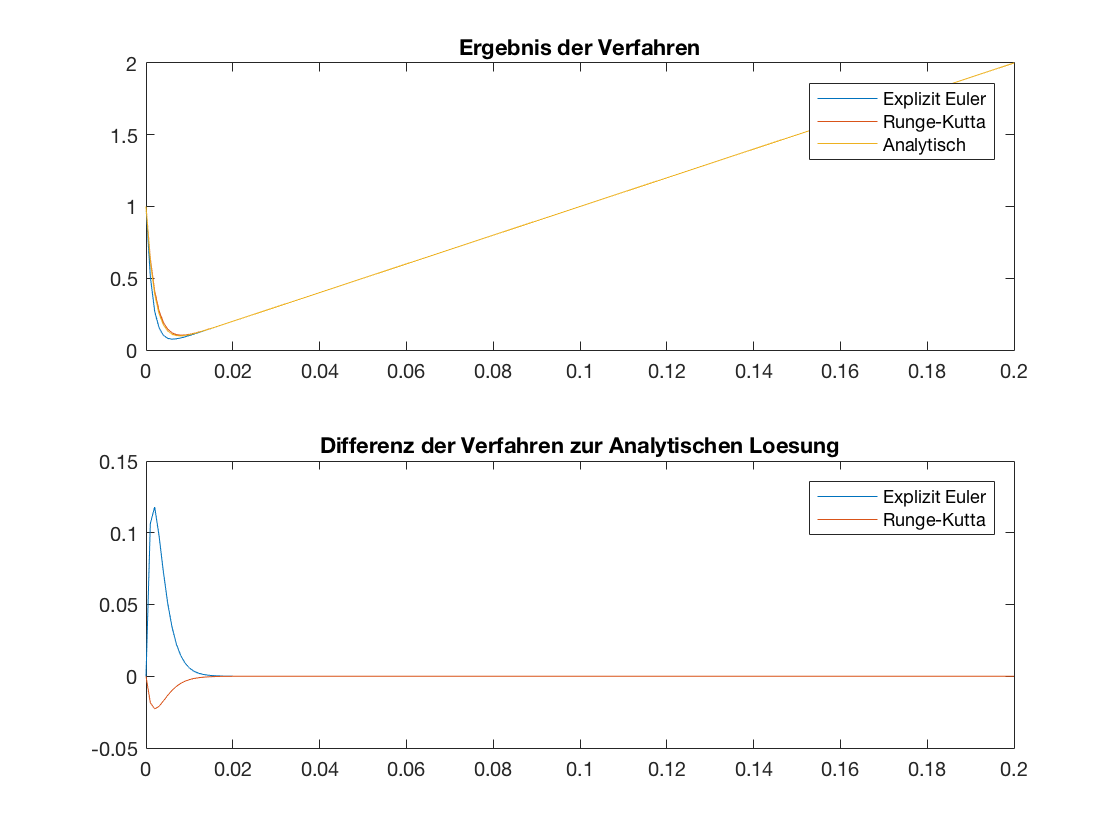 Ergebnis der Verfahren
2
1.5
1
0.5
0
Explizit Euler
Runge-Kutta
Analytisch
0 0.02 0.04 0.06 0.08 0.1 0.12 0.14 0.16 0.18 0.2
Differenz der Verfahren zur Analytischen Loesung
0.15
0.1
0.05
0
-0.05
Explizit Euler
Runge-Kutta
0 0.02 0.04 0.06 0.08 0.1 0.12 0.14 0.16 0.18 0.2